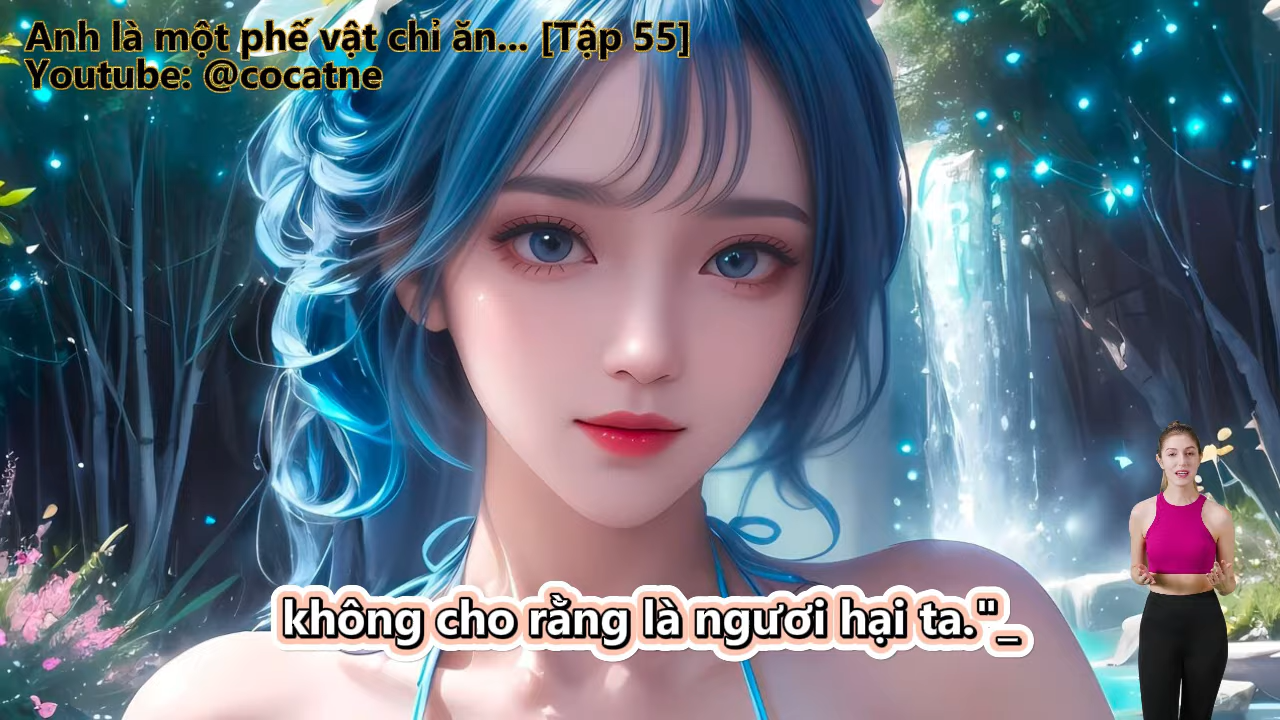 Anh là một phế vật chỉ ăn... [Tập 55]
Youtube: @cocatne
không cho rằng là ngươi hại ta."_